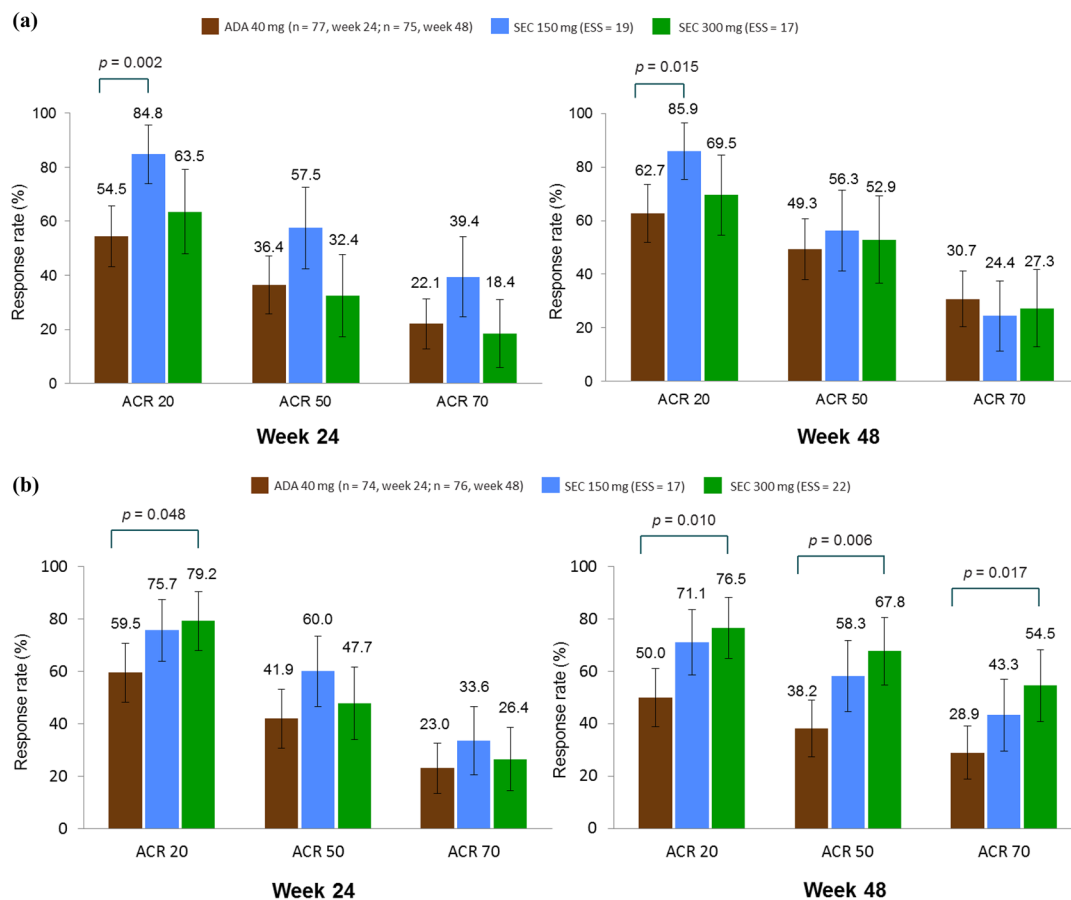 (a)
ADA 40 mg (n = 77, week 24; n = 75, week 48) SEC 150 mg (ESS = 19) SEC 300 mg (ESS = 17)
p = 0.002
Response rate (%)
100
80
60
40
20
0
54.5 84.8 63.5
36.4 57.5 32.4
22.1 39.4 18.4
ACR 20 ACR 50 ACR 70
Week 24
p = 0.015
Response rate (%)
100
80
60
40
20
0
62.7 85.9 69.5
49.3 56.3 52.9
30.7 24.4 27.3
ACR 20 ACR 50 ACR 70
Week 48
(b)
ADA 40 mg (n = 74, week 24; n = 76, week 48) SEC 150 mg (ESS = 17) SEC 300 mg (ESS = 22)
p = 0.048
Response rate (%)
100
80
60
40
20
0
59.5 75.7 79.2
41.9 60.0 47.7
23.0 33.6 26.4
ACR 20 ACR 50 ACR 70
Week 24
p = 0.010 p = 0.006 p = 0.017
Response rate (%)
100
80
60
40
20
0
50.0 71.1 76.5
38.2 58.3 67.8
28.9 43.3 54.5
ACR 20 ACR 50 ACR 70
Week 48